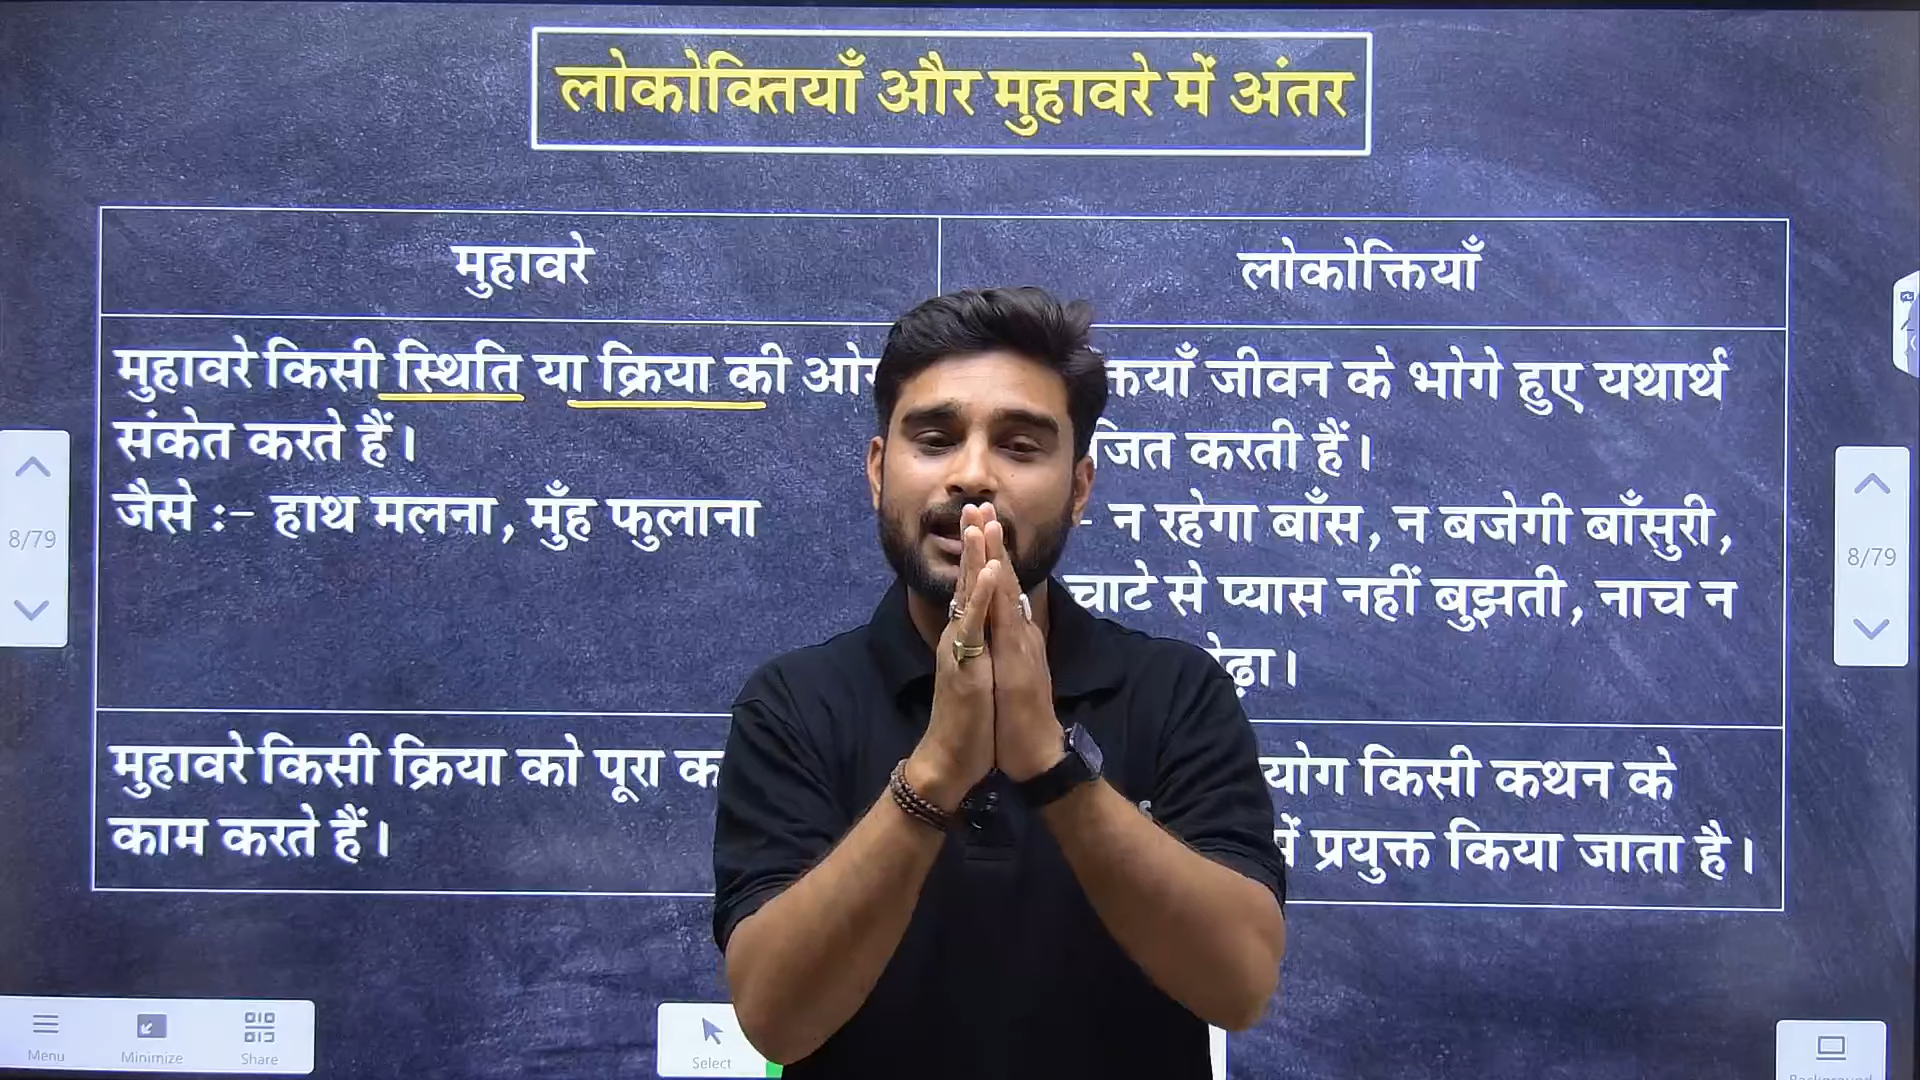 लोकोक्तियाँ और मुहावरे में अंतर
मुहावरे
लोकोक्तियाँ
मुहावरे किसी स्थिति या क्रिया की
संकेत करते हैं।
जैसे :- हाथ मलना, मुँह फुलाना
जीवन के भोगे हुए यथार्थ
करती हैं।
- न रहेगा बाँस, न बजेगी बाँसुरी,
चाटे से प्यास नहीं बुझती, नाच न
मुहावरे किसी क्रिया को पूरा
काम करते हैं।
किसी कथन के
में प्रयुक्त किया जाता है।
8/79
8/79
Menu
Minimize
Share
Select